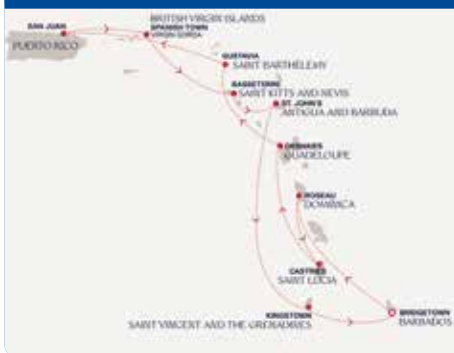 BRITISH VIRGIN ISLANDS
SAN JUAN
SPANISH TOWN
VIRGIN GORDA
PUERTO RICO
GUSTAVIA
SAINT BARTHÉLEMY
BASSETERRE
SAINT KITTS AND NEVIS
ST. JOHN'S
ANTIGUA AND BARBUDA
DESHAIES
GUADELOUPE
ROSEAU
DOMINICA
CASTRIES
SAINT LUCIA
KINGSTOWN
SAINT VINCENT AND THE GRENADINES
BRIDGETOWN
BARBADOS